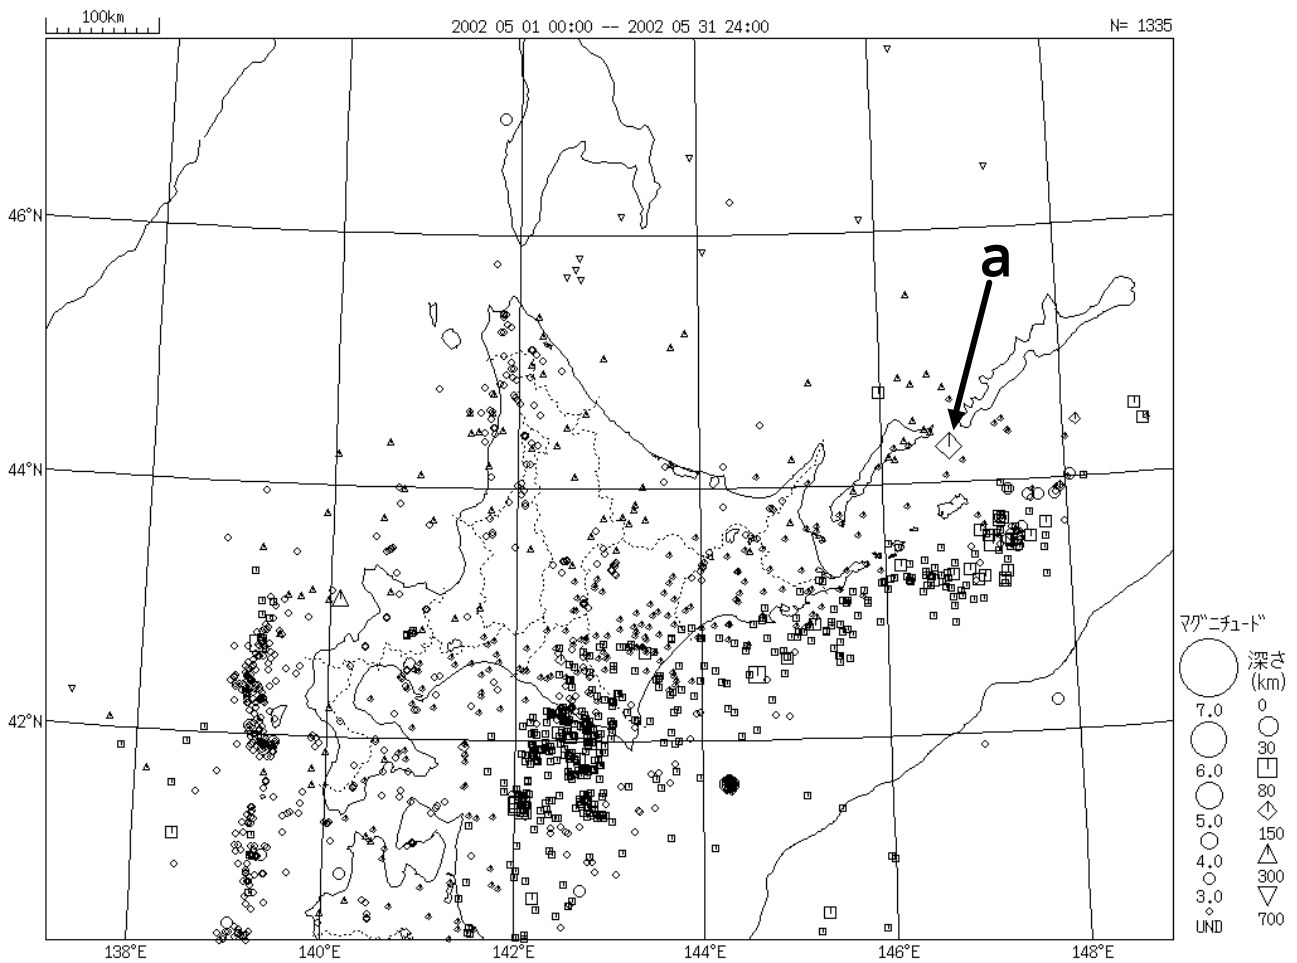 100km
2002 05 01 00:00 -- 2002 05 31 24:00
N= 1335
a
46°N
44°N
42°N
138°E
140°E
142°E
144°E
146°E
148°E
ﾏｸﾞﾆﾁｭｰﾄﾞ
7.0
6.0
5.0
4.0
3.0
UND
深さ
(km)
0
30
80
150
300
700